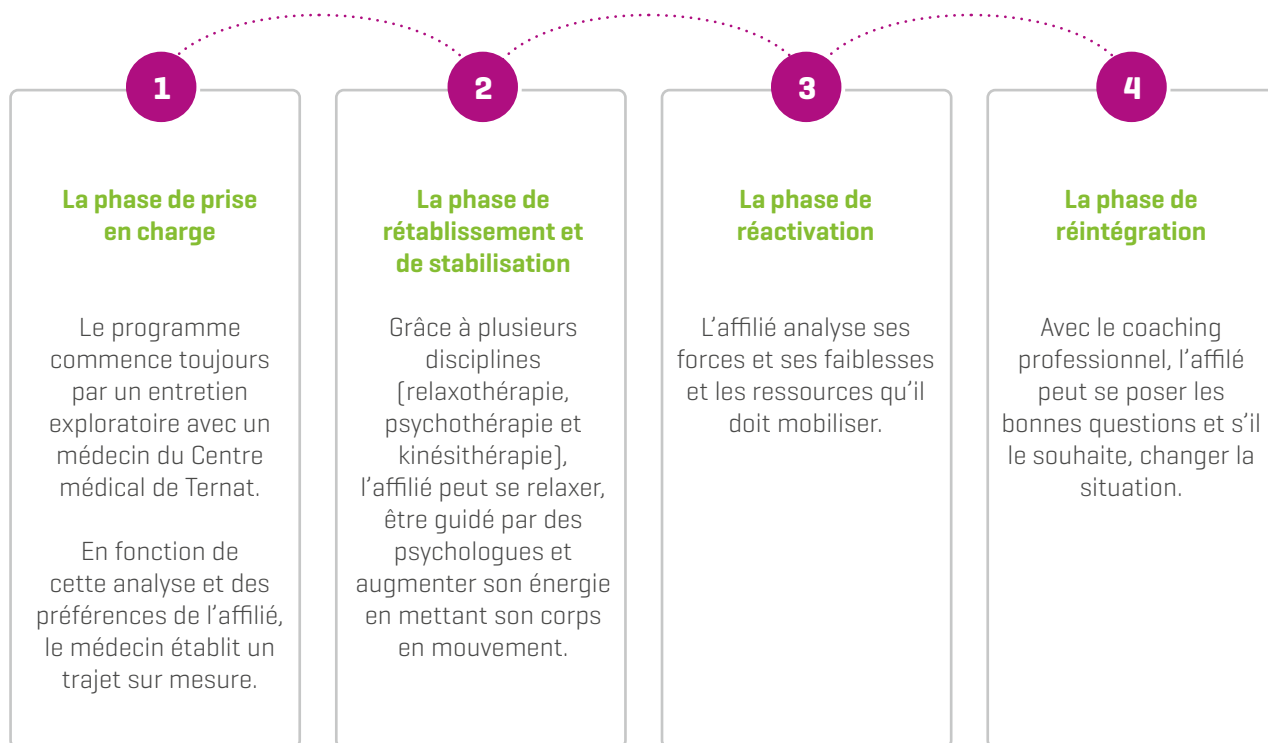 1
La phase de prise
en charge
Le programme
commence toujours
par un entretien
exploratoire avec un
médecin du Centre
médical de Ternat.
En fonction de
cette analyse et des
préférences de l’affilié,
le médecin établit un
trajet sur mesure.
2
La phase de
rétablissement et
de stabilisation
Grâce à plusieurs
disciplines
(relaxothérapie,
psychothérapie et
kinésithérapie),
l’affilié peut se relaxer,
être guidé par des
psychologues et
augmenter son énergie
en mettant son corps
en mouvement.
3
La phase de
réactivation
L’affilié analyse ses
forces et ses faiblesses
et les ressources qu’il
doit mobiliser.
4
La phase de
réintégration
Avec le coaching
professionnel, l’affilé
peut se poser les
bonnes questions et s’il
le souhaite, changer la
situation.